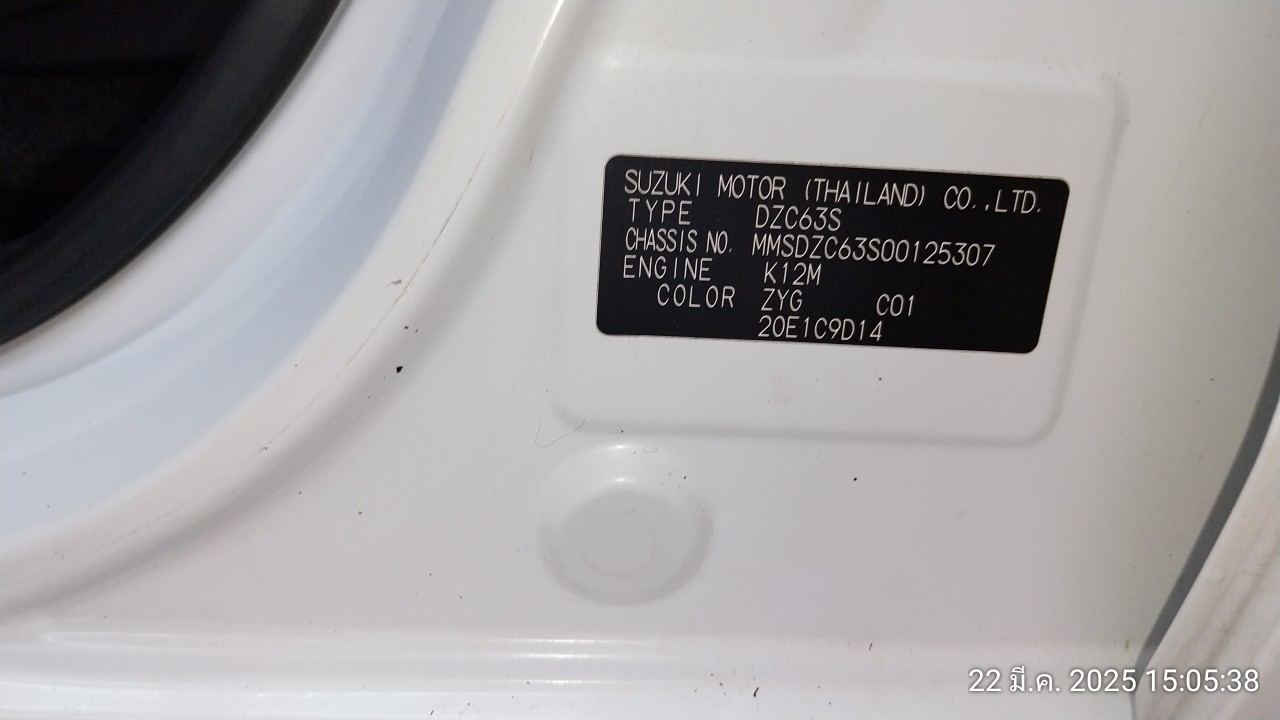 SUZUKI MOTOR (THAILAND) CO.,LTD.
TYPE DZC63S
CHASSIS NO. MMSDZC63S00125307
ENGINE K12M
COLOR ZYG C01
20E1C9D14
22 มี.ค. 2025 15:05:38